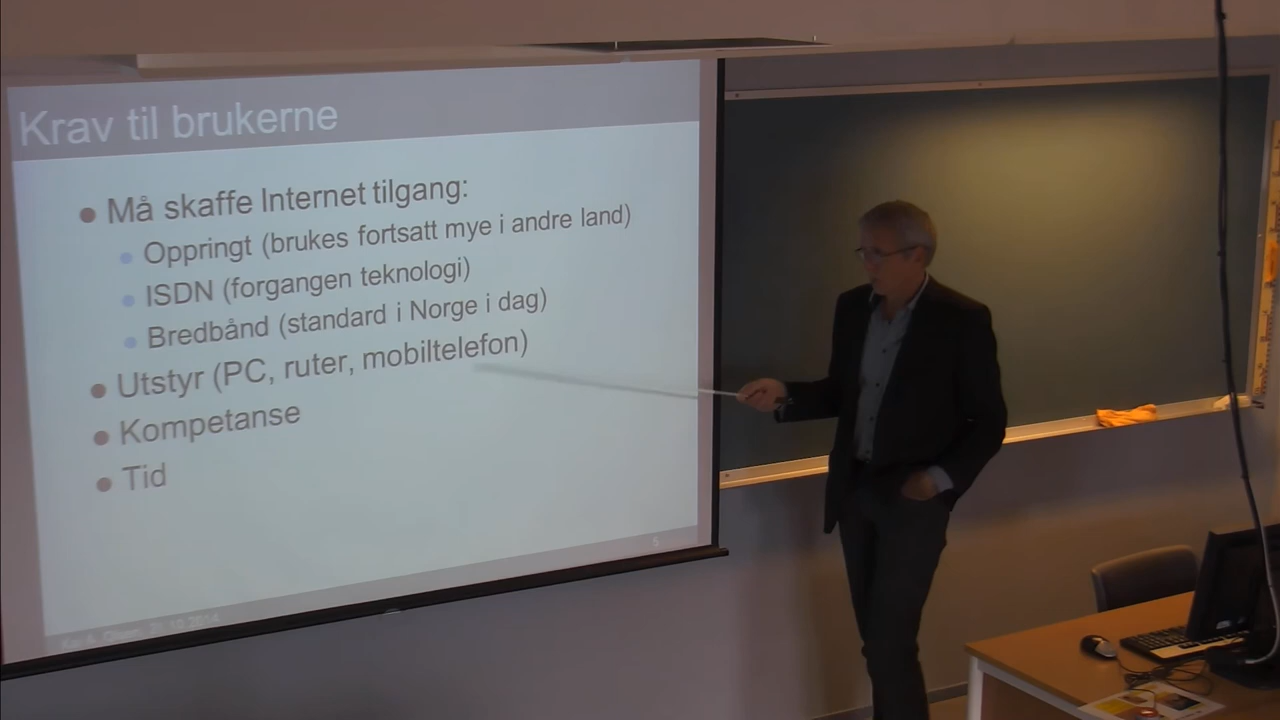 Krav til brukerne
Må skaffe Internet tilgang:
Oppringt (brukes fortsatt mye i andre land)
ISDN (forgangen teknologi)
Bredbånd (standard i Norge i dag)
Utstyr (PC, ruter, mobiltelefon)
Kompetanse
Tid